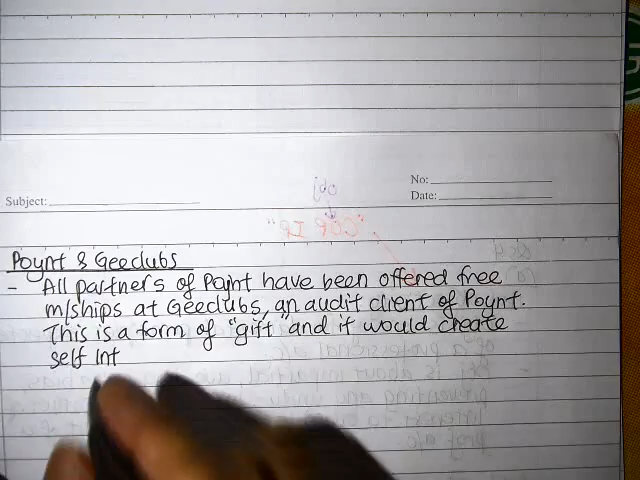 No:
Subject:
Date:
Poynt & Geeclubs
- All partners of Poynt have been offered free
m/ships at Geeclubs, an audit client of Poynt.
This is a form of "gift" and it would create
self int